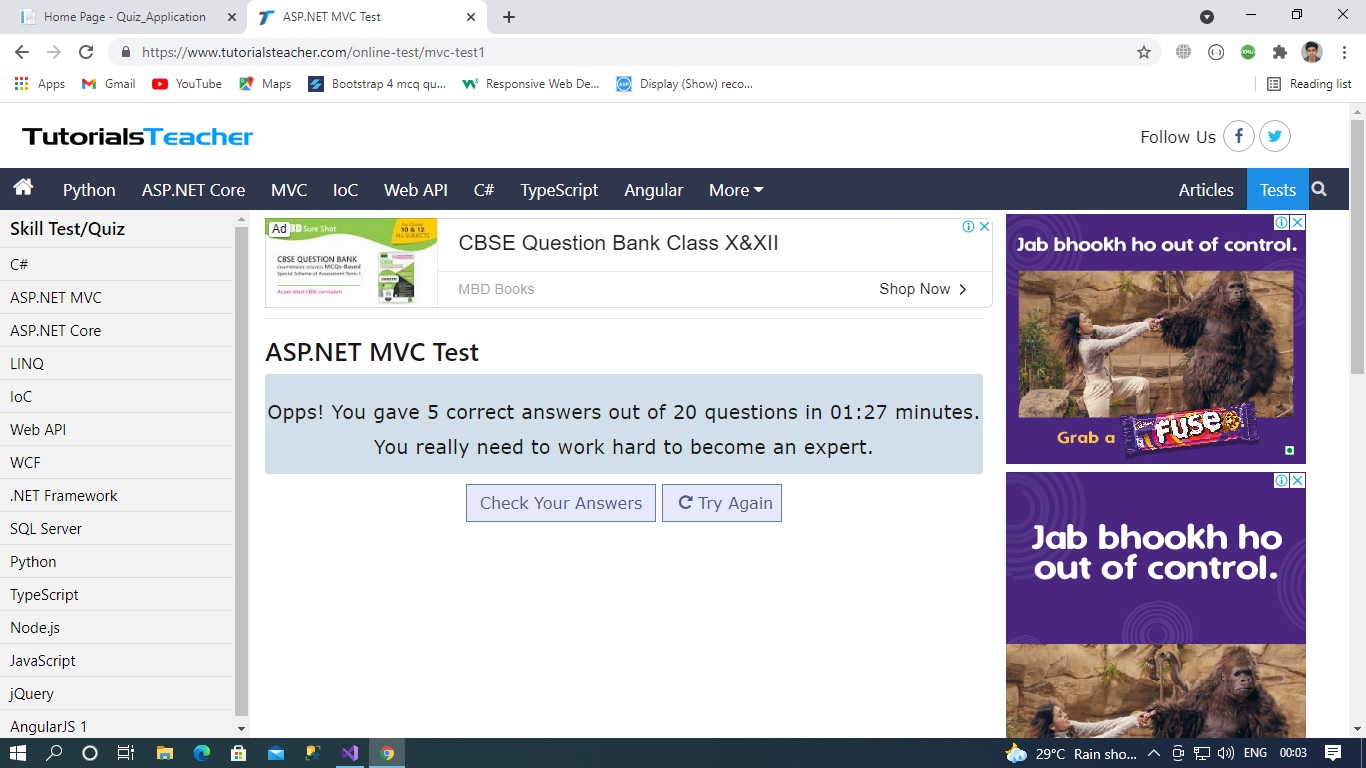 Home Page - Quiz_Application
ASP.NET MVC Test
https://www.tutorialsteacher.com/online-test/mvc-test1
Apps
Gmail
YouTube
Maps
Bootstrap 4 mcq qu...
Responsive Web De...
Display (Show) reco...
Reading list
TutorialsTeacher
Follow Us
Python
ASP.NET Core
MVC
IoC
Web API
C#
TypeScript
Angular
More
Articles
Tests
Skill Test/Quiz
C#
ASP.NET MVC
ASP.NET Core
LINQ
IoC
Web API
WCF
.NET Framework
SQL Server
Python
TypeScript
Node.js
JavaScript
jQuery
AngularJS 1
Ad
Sure Shot
10 & 12
CBSE QUESTION BANK
CBSE Question Bank Class X&XII
MBD Books
Shop Now
ASP.NET MVC Test
Opps! You gave 5 correct answers out of 20 questions in 01:27 minutes.
You really need to work hard to become an expert.
Check Your Answers
Try Again
Jab bhookh ho out of control.
Grab a
FUSE
Jab bhookh ho
out of control.
29°C Rain sho...
ENG
00:03